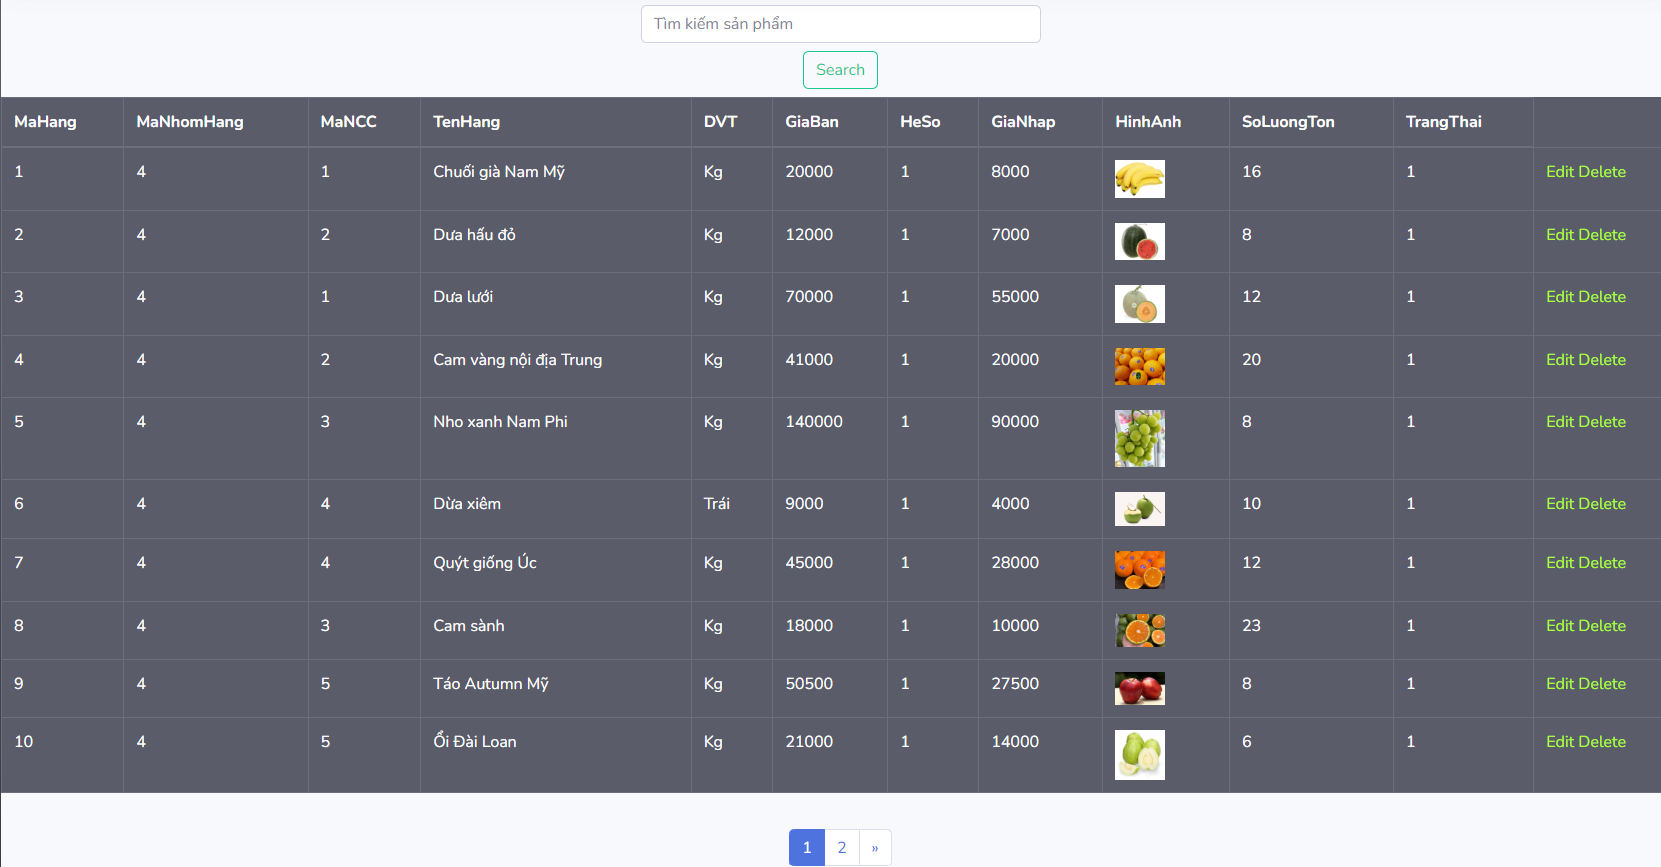 Tìm kiếm sản phẩm
Search
MaHang MaNhomHang MaNCC TenHang DVT GiaBan HeSo GiaNhap HinhAnh SoLuongTon TrangThai
1 4 1 Chuối già Nam Mỹ Kg 20000 1 8000 16 1 Edit Delete
2 4 2 Dưa hấu đỏ Kg 12000 1 7000 8 1 Edit Delete
3 4 1 Dưa lưới Kg 70000 1 55000 12 1 Edit Delete
4 4 2 Cam vàng nội địa Trung Kg 41000 1 20000 20 1 Edit Delete
5 4 3 Nho xanh Nam Phi Kg 140000 1 90000 8 1 Edit Delete
6 4 4 Dừa xiêm Trái 9000 1 4000 10 1 Edit Delete
7 4 4 Quýt giống Úc Kg 45000 1 28000 12 1 Edit Delete
8 4 3 Cam sành Kg 18000 1 10000 23 1 Edit Delete
9 4 5 Táo Autumn Mỹ Kg 50500 1 27500 8 1 Edit Delete
10 4 5 Ổi Đài Loan Kg 21000 1 14000 6 1 Edit Delete
1 2 »